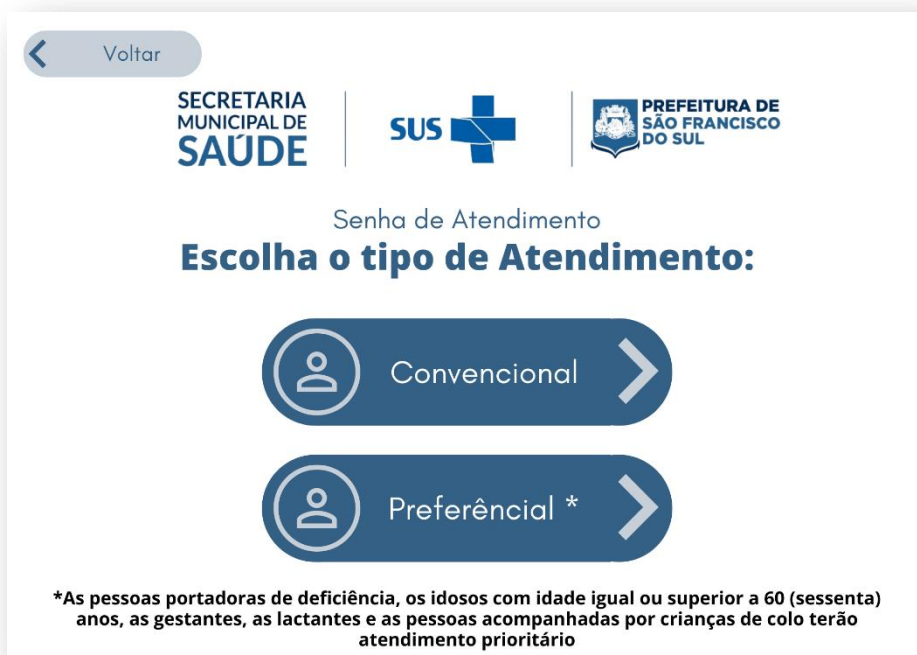 Voltar
SECRETARIA
MUNICIPAL DE
SAÚDE
SUS
PREFEITURA DE
SÃO FRANCISCO
DO SUL
Senha de Atendimento
Escolha o tipo de Atendimento:
Convencional
Preferêncial *
*As pessoas portadoras de deficiência, os idosos com idade igual ou superior a 60 (sessenta)
anos, as gestantes, as lactantes e as pessoas acompanhadas por crianças de colo terão
atendimento prioritário